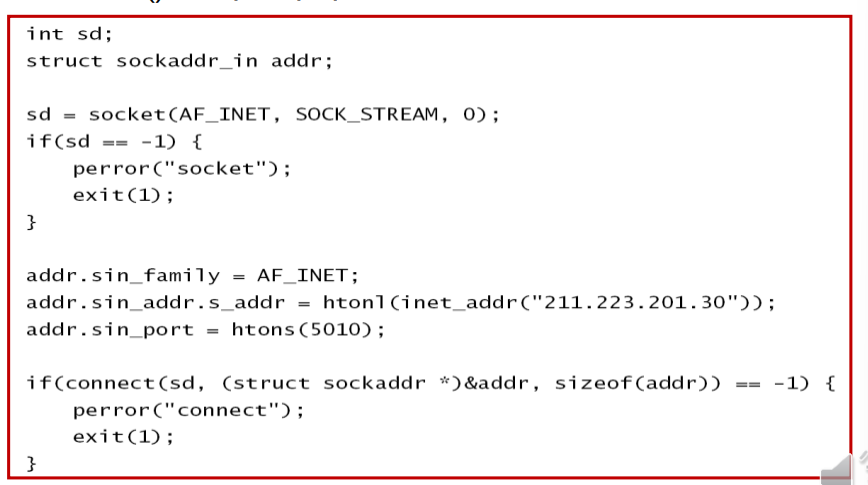 int sd;
struct sockaddr_in addr;
sd = socket(AF_INET, SOCK_STREAM, 0);
if(sd == -1) {
perror("socket");
exit(1);
}
addr.sin_family = AF_INET;
addr.sin_addr.s_addr = htonl(inet_addr("211.223.201.30"));
addr.sin_port = htons(5010);
if(connect(sd, (struct sockaddr *)&addr, sizeof(addr)) == -1) {
perror("connect");
exit(1);
}